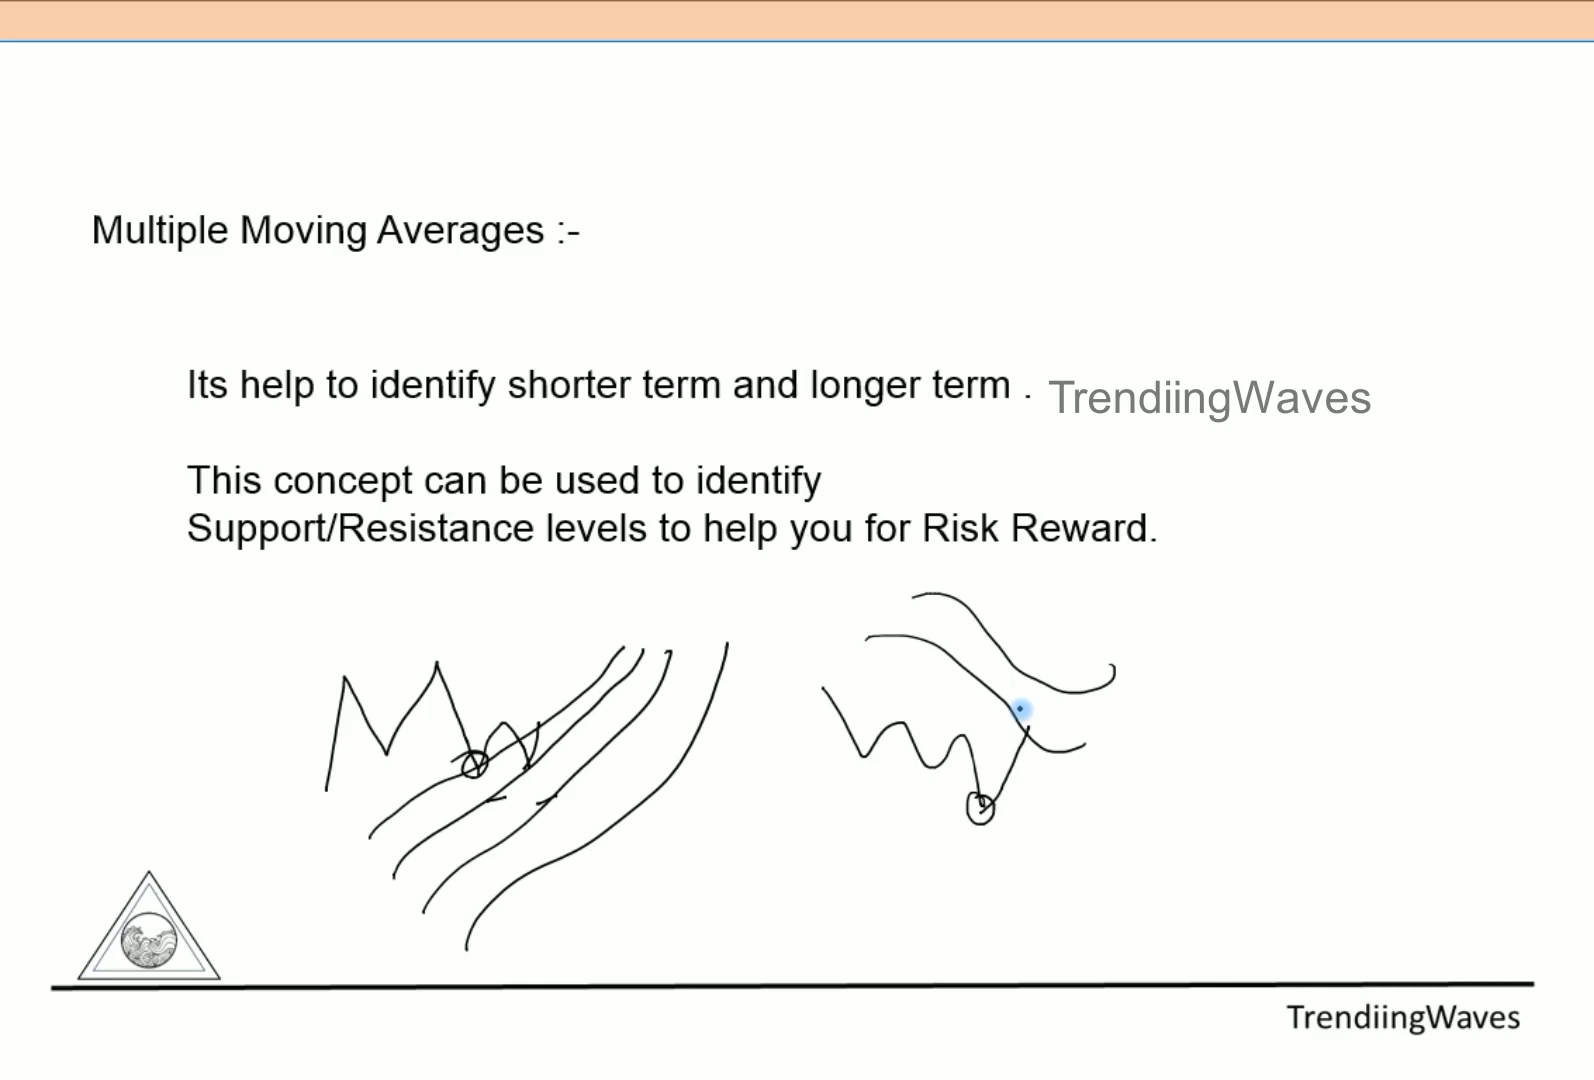 Multiple Moving Averages :-
Its help to identify shorter term and longer term .
TrendiingWaves
This concept can be used to identify
Support/Resistance levels to help you for Risk Reward.
TrendiingWaves